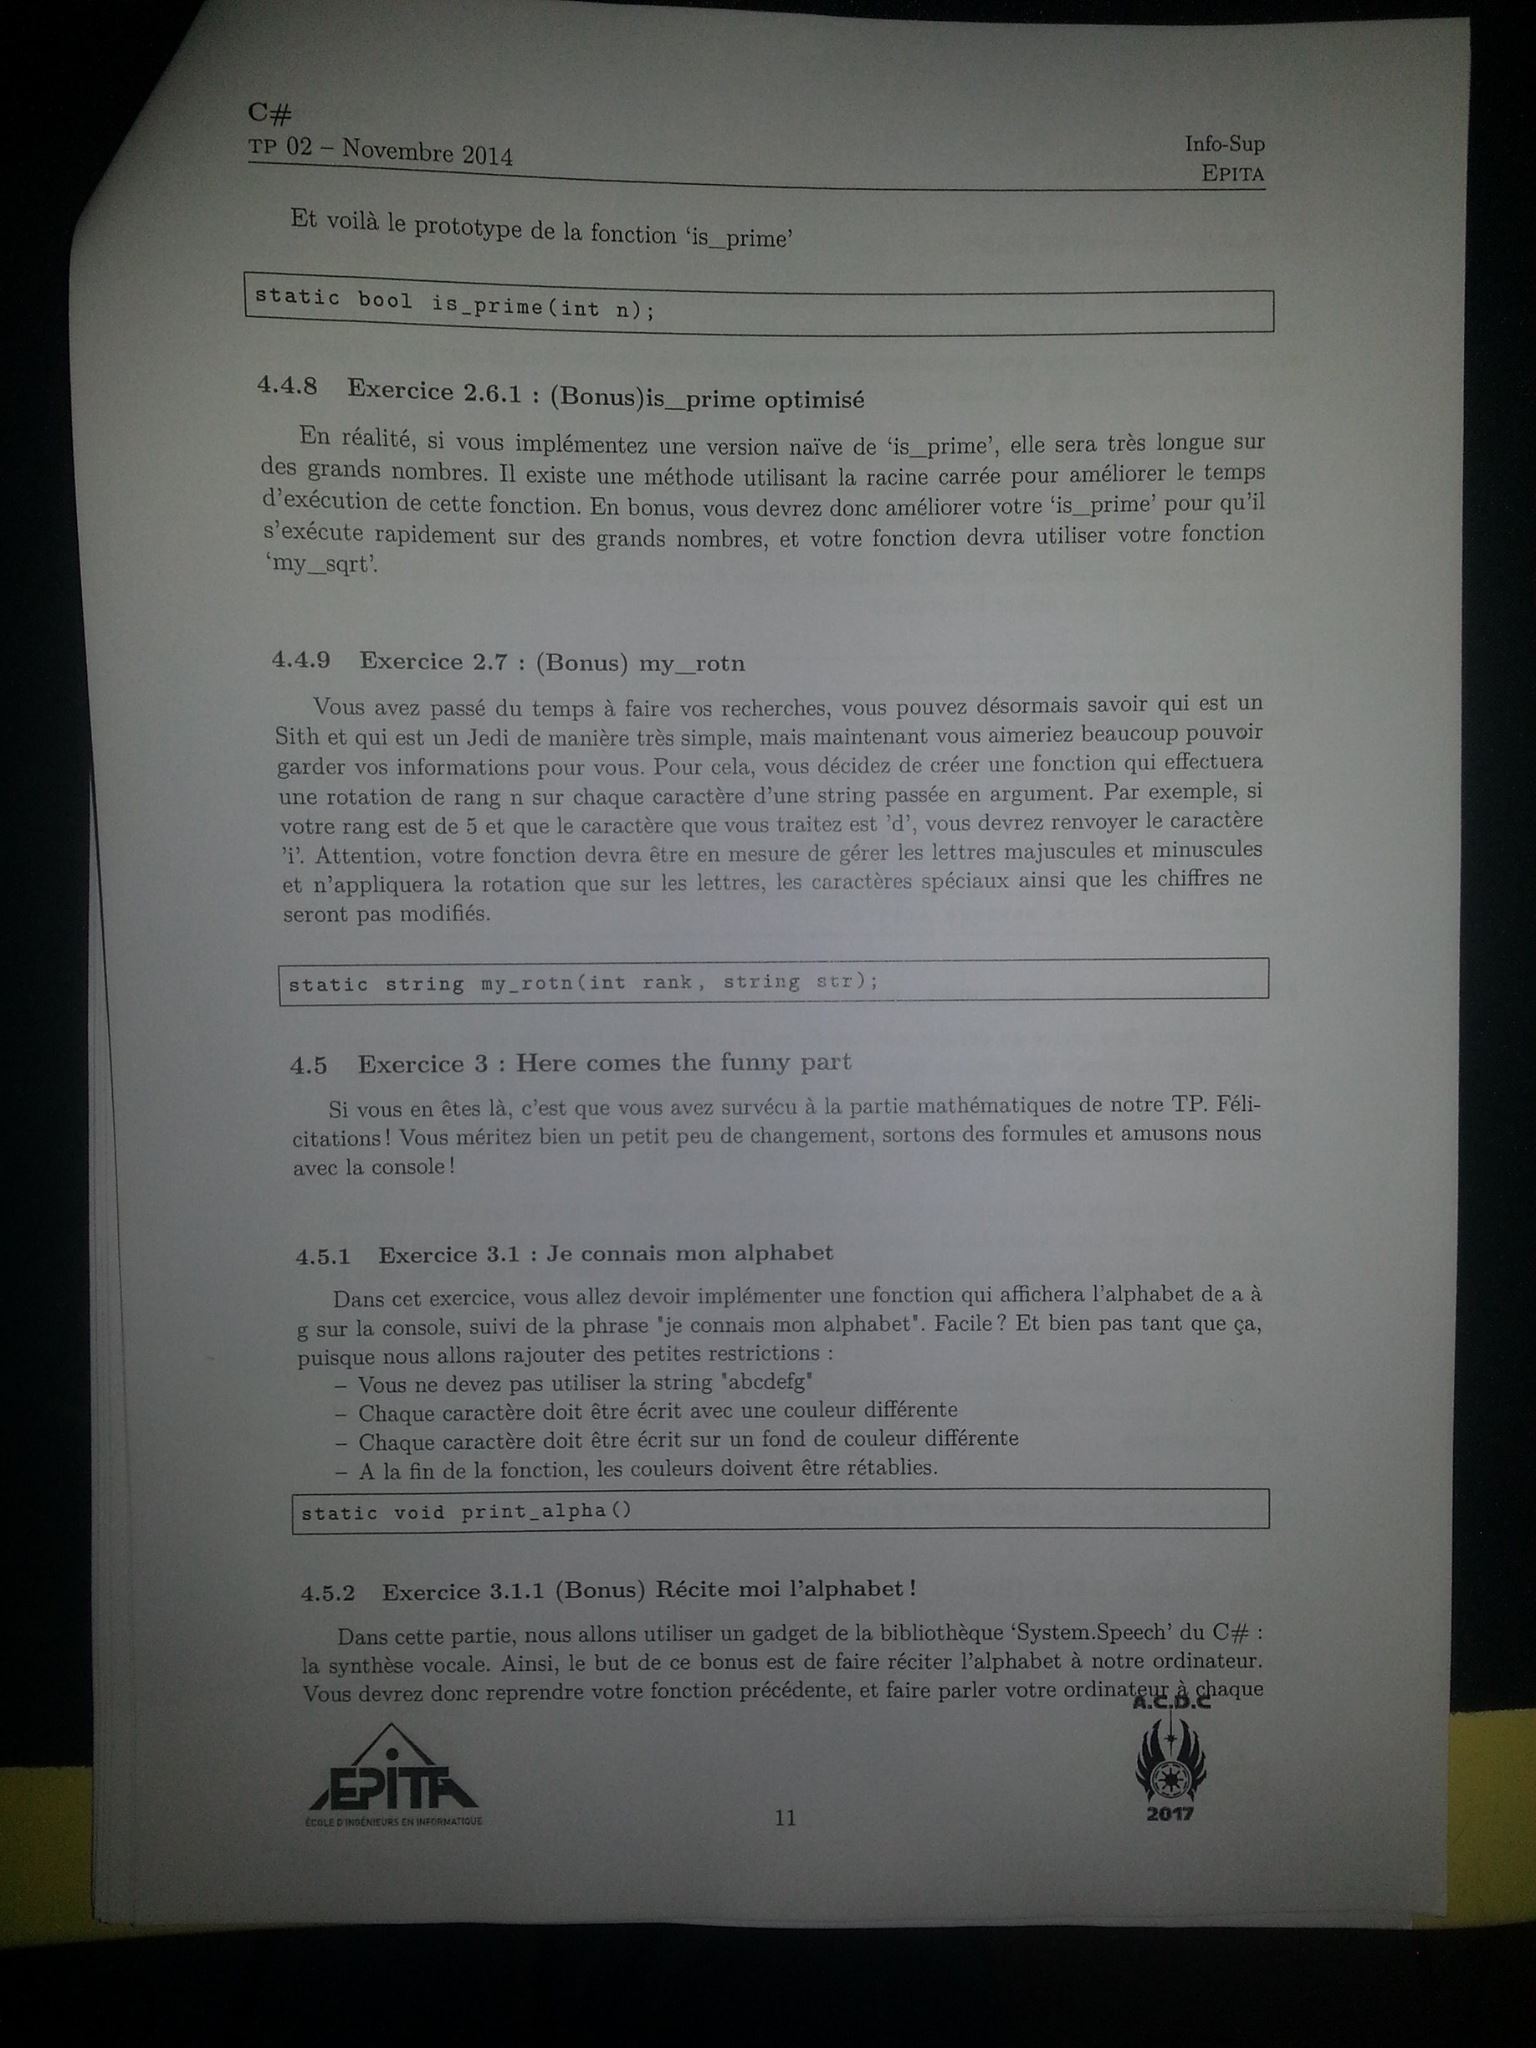 C#
TP 02 – Novembre 2014
Info-Sup
EPITA
Et voilà le prototype de la fonction ‘is_prime’
static bool is_prime(int n);
4.4.8 Exercice 2.6.1 : (Bonus)is_prime optimisé
En réalité, si vous implémentez une version naïve de ‘is_prime’, elle sera très longue sur
des grands nombres. Il existe une méthode utilisant la racine carrée pour améliorer le temps
d’exécution de cette fonction. En bonus, vous devrez donc améliorer votre ‘is_prime’ pour qu’il
s’exécute rapidement sur des grands nombres, et votre fonction devra utiliser votre fonction
‘my_sqrt’.
4.4.9 Exercice 2.7 : (Bonus) my_rotn
Vous avez passé du temps à faire vos recherches, vous pouvez désormais savoir qui est un
Sith et qui est un Jedi de manière très simple, mais maintenant vous aimeriez beaucoup pouvoir
garder vos informations pour vous. Pour cela, vous décidez de créer une fonction qui effectuera
une rotation de rang n sur chaque caractère d’une string passée en argument. Par exemple, si
votre rang est de 5 et que le caractère que vous traitez est ’d’, vous devrez renvoyer le caractère
’i’. Attention, votre fonction devra être en mesure de gérer les lettres majuscules et minuscules
et n’appliquera la rotation que sur les lettres, les caractères spéciaux ainsi que les chiffres ne
seront pas modifiés.
static string my_rotn(int rank, string str);
4.5 Exercice 3 : Here comes the funny part
Si vous en êtes là, c’est que vous avez survécu à la partie mathématiques de notre TP. Féli-
citations ! Vous méritez bien un petit peu de changement, sortons des formules et amusons nous
avec la console !
4.5.1 Exercice 3.1 : Je connais mon alphabet
Dans cet exercice, vous allez devoir implémenter une fonction qui affichera l’alphabet de a à
g sur la console, suivi de la phrase "je connais mon alphabet". Facile ? Et bien pas tant que ça,
puisque nous allons rajouter des petites restrictions :
– Vous ne devez pas utiliser la string "abcdefg"
– Chaque caractère doit être écrit avec une couleur différente
– Chaque caractère doit être écrit sur un fond de couleur différente
– A la fin de la fonction, les couleurs doivent être rétablies.
static void print_alpha()
4.5.2 Exercice 3.1.1 (Bonus) Récite moi l’alphabet !
Dans cette partie, nous allons utiliser un gadget de la bibliothèque ‘System.Speech’ du C# :
la synthèse vocale. Ainsi, le but de ce bonus est de faire réciter l’alphabet à notre ordinateur.
Vous devrez donc reprendre votre fonction précédente, et faire parler votre ordinateur à chaque
A.C.D.C
EPITA
ÉCOLE D'INGÉNIEURS EN INFORMATIQUE
11
2017